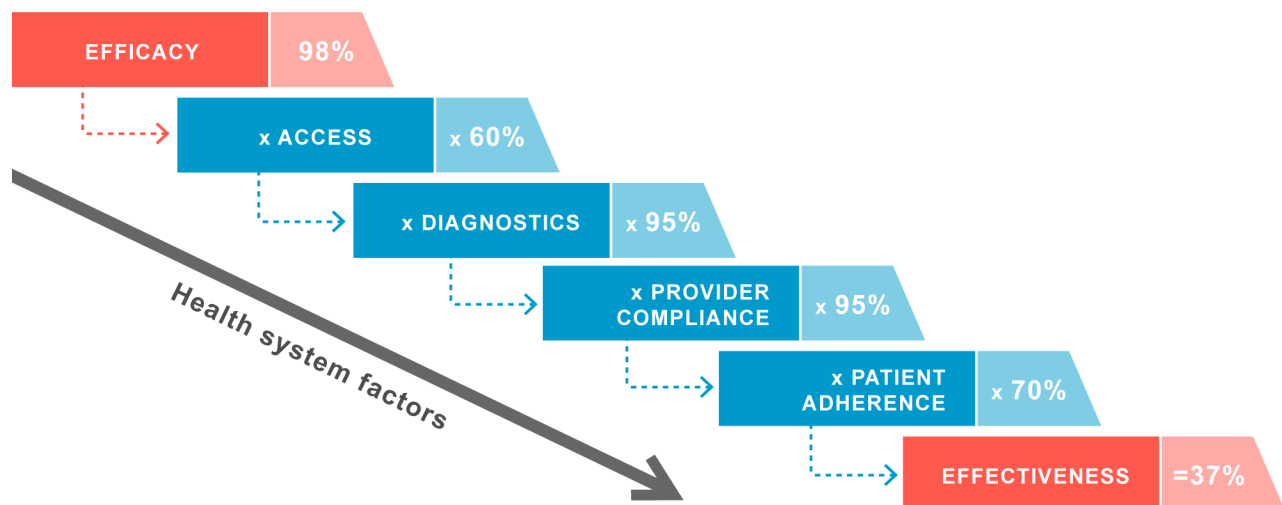 EFFICACY 98%
x ACCESS x 60%
x DIAGNOSTICS x 95%
x PROVIDER
COMPLIANCE x 95%
x PATIENT
ADHERENCE x 70%
EFFECTIVENESS =37%
Health system factors